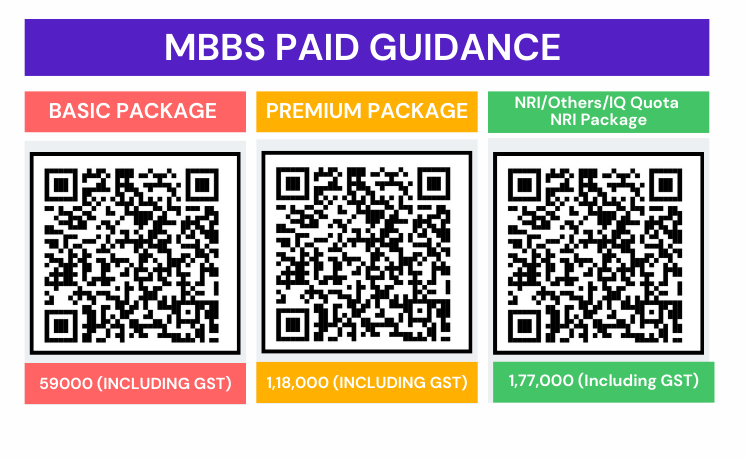 MBBS PAID GUIDANCE
BASIC PACKAGE
PREMIUM PACKAGE
NRI/Others/IQ Quota
NRI Package
59000 (INCLUDING GST)
1,18,000 (INCLUDING GST)
1,77,000 (Including GST)